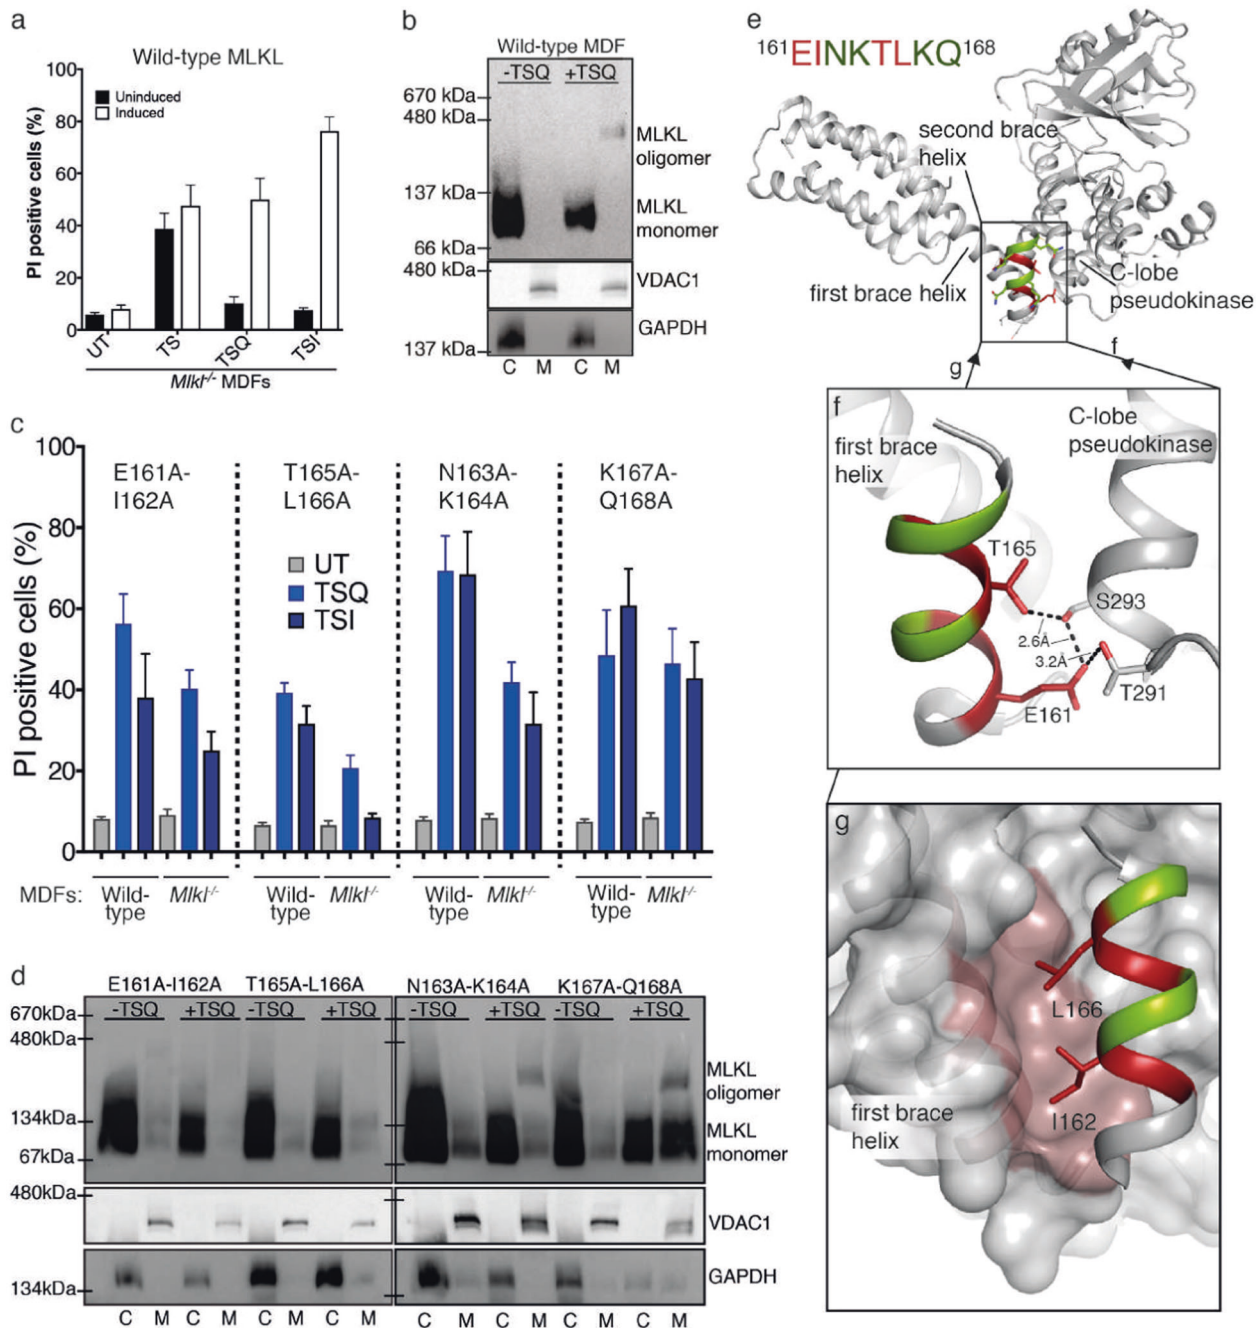 a
Wild-type MLKL
PI positive cells (%)
100
80
60
40
20
0
Uninduced
Induced
UT
TS
TSQ
TSI
Mlkl-/- MDFs
b
Wild-type MDF
-TSQ +TSQ
670 kDa
480 kDa
137 kDa
66 kDa
480 kDa
137 kDa
MLKL
oligomer
MLKL
monomer
VDAC1
GAPDH
C M C M
c
PI positive cells (%)
100
80
60
40
20
0
E161A-
I162A
T165A-
L166A
N163A-
K164A
K167A-
Q168A
UT
TSQ
TSI
MDFs:
Wild-
type
Mlkl-/-
Wild-
type
Mlkl-/-
Wild-
type
Mlkl-/-
Wild-
type
Mlkl-/-
d
E161A-I162A T165A-L166A N163A-K164A K167A-Q168A
-TSQ +TSQ -TSQ +TSQ -TSQ +TSQ -TSQ +TSQ
670kDa
480kDa
134kDa
67kDa
480kDa
134kDa
MLKL
oligomer
MLKL
monomer
VDAC1
GAPDH
C M C M C M C M C M C M C M C M
e
161EINKTLKQ168
second brace
helix
first brace helix
C-lobe
pseudokinase
g
f
f
first brace
helix
C-lobe
pseudokinase
T165
S293
2.6Å
3.2Å
E161
T291
g
L166
I162
first brace
helix